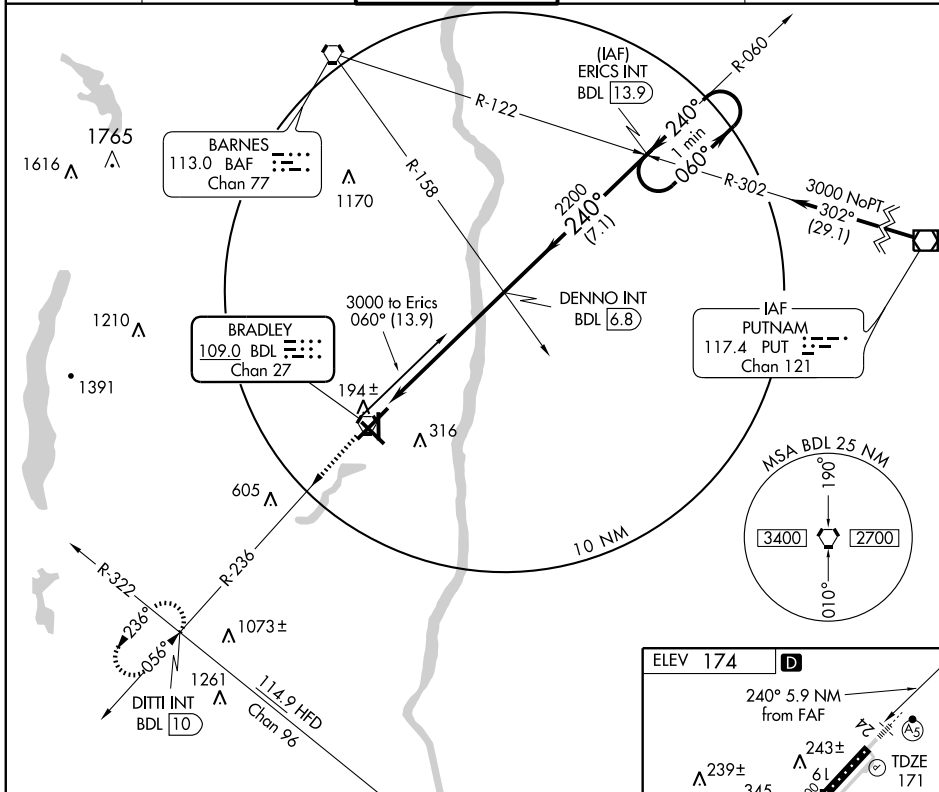 (IAF)
ERICS INT
BDL 13.9
R-060
R-122
240°
1 min
060°
1765
1616
BARNES
113.0 BAF
Chan 77
1170
R-158
R-302
3000 NoPT
302°
(29.1)
2200
240°
(7.1)
DENNO INT
BDL 6.8
3000 to Erics
060° (13.9)
IAF
PUTNAM
117.4 PUT
Chan 121
1210
BRADLEY
109.0 BDL
Chan 27
1391
194±
316
605
MSA BDL 25 NM
190°
3400
2700
010°
10 NM
R-236
R-322
236°
056°
1073±
1261
DITTI INT
BDL 10
114.9 HFD
Chan 96
ELEV 174
D
240° 5.9 NM
from FAF
24
A5
243±
239±
19
TDZE
171
345